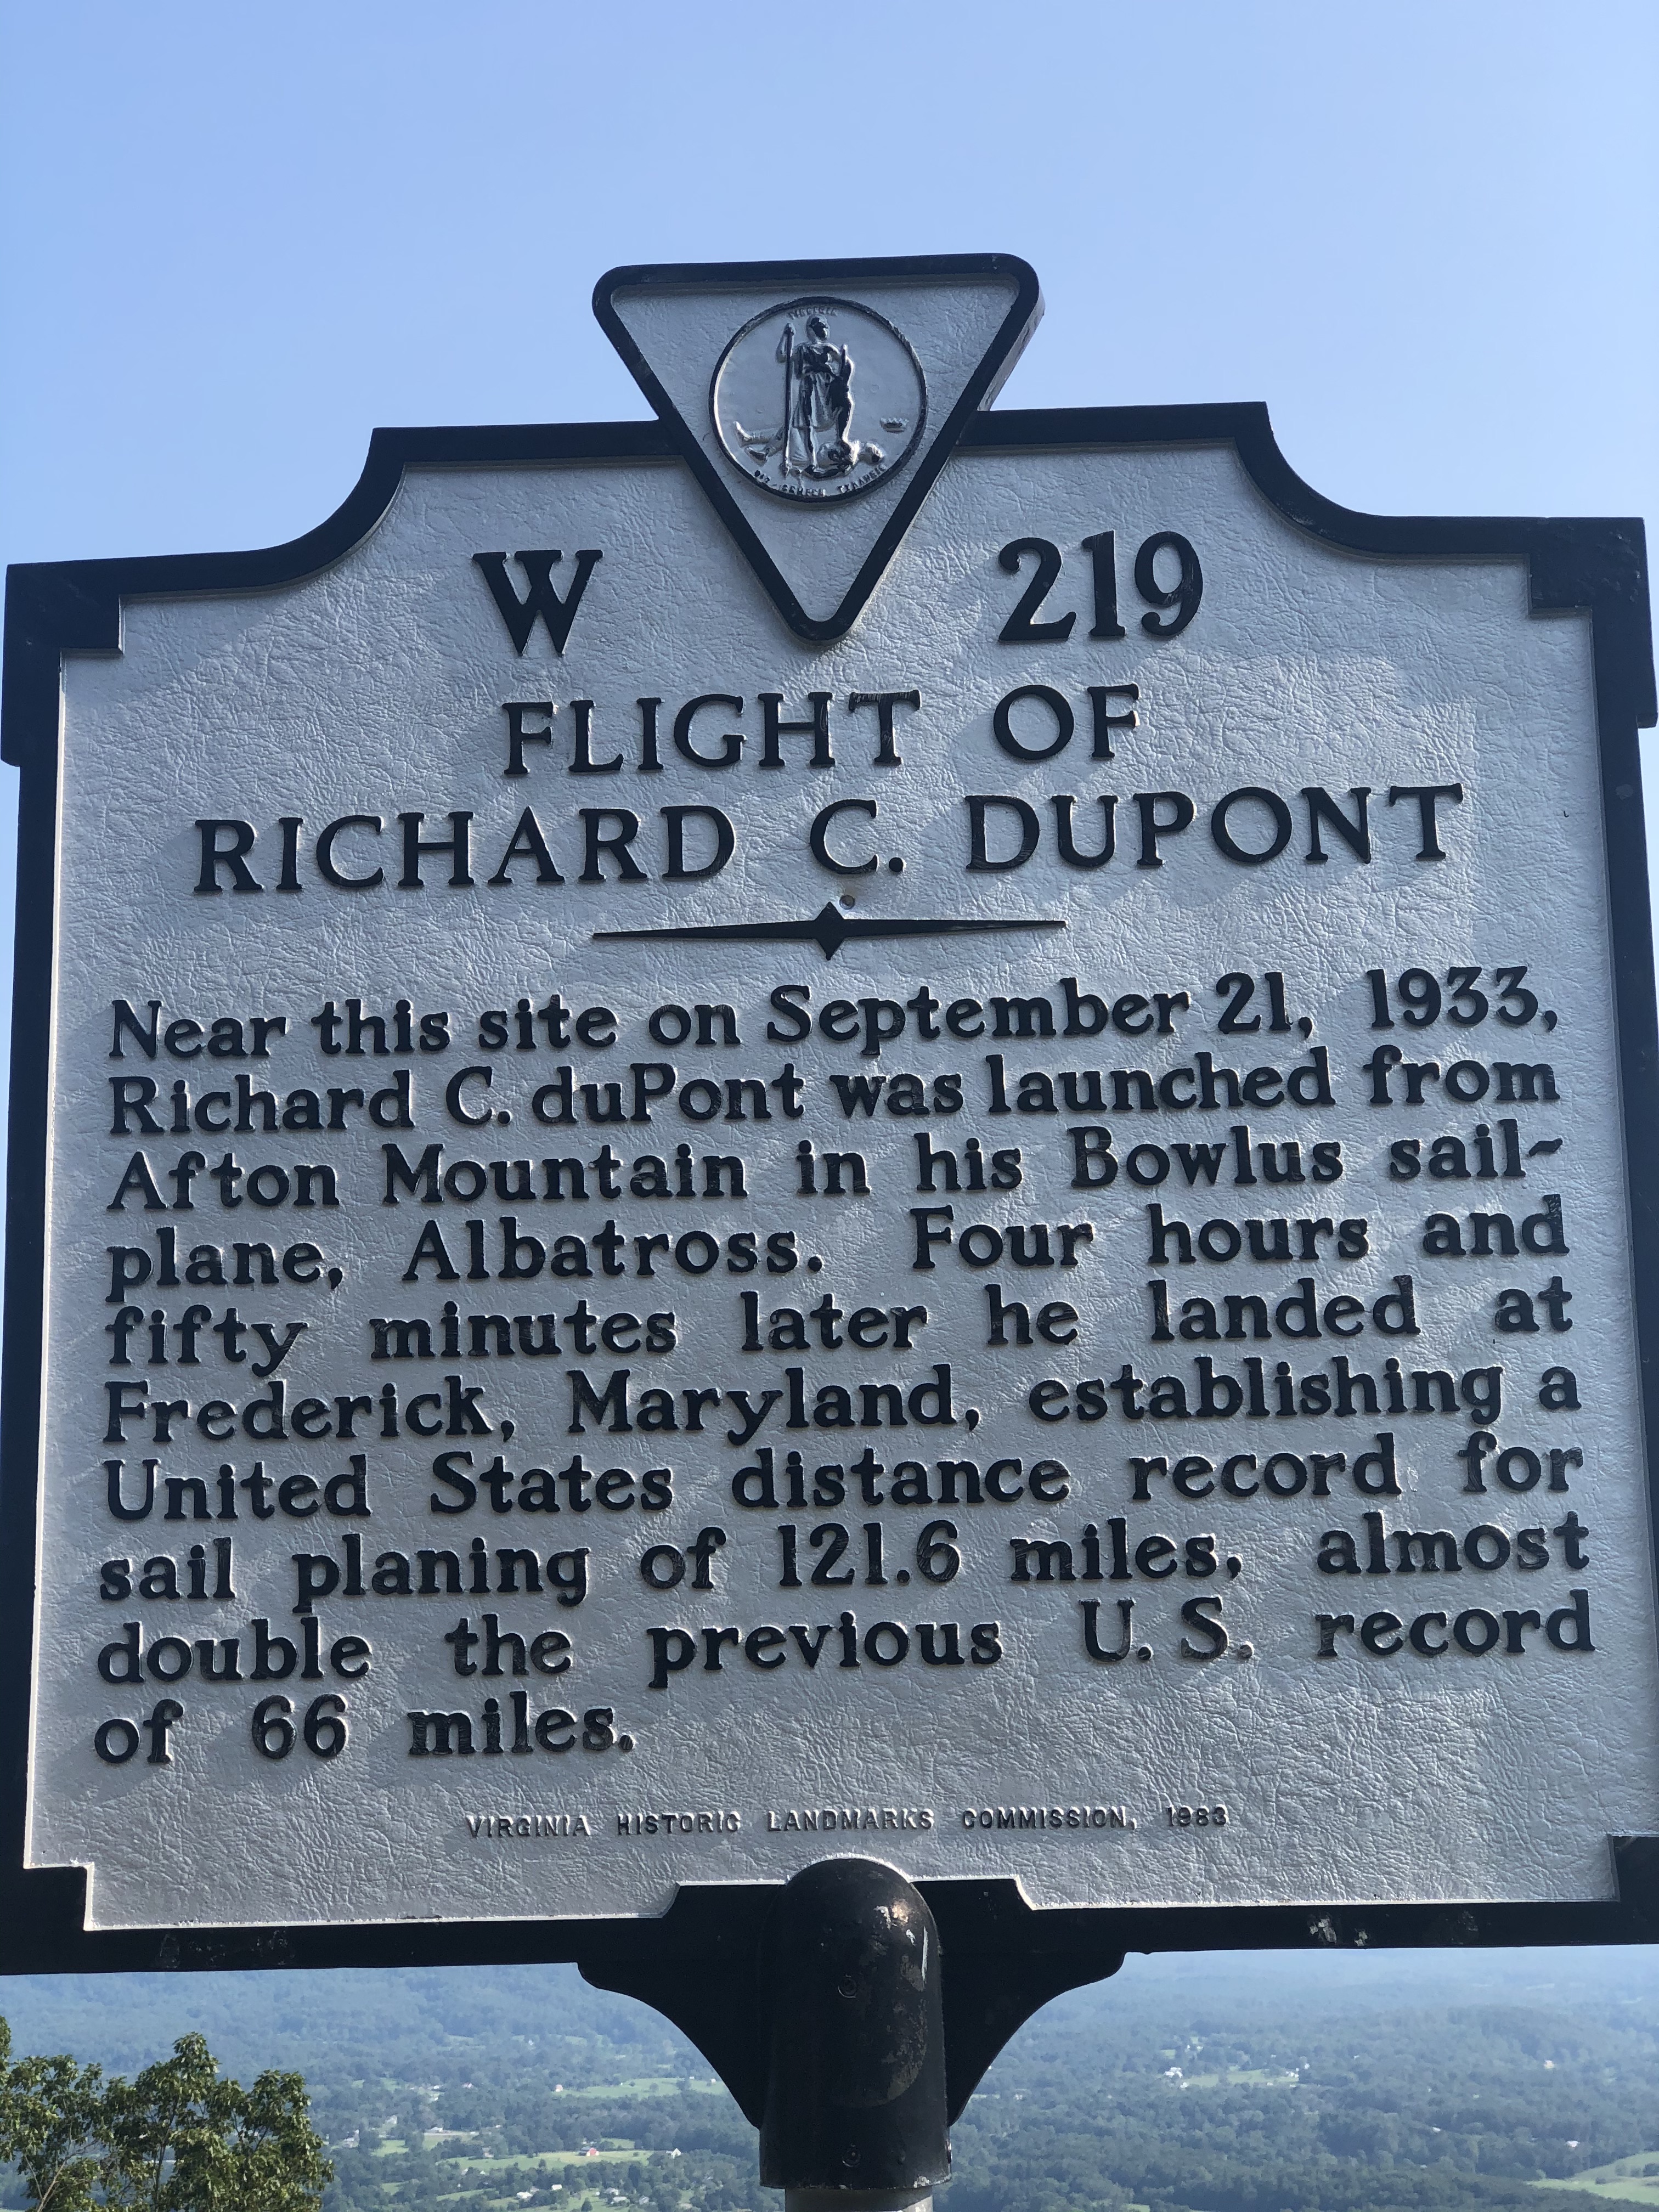 W 219
FLIGHT OF
RICHARD C. DUPONT
Near this site on September 21, 1933,
Richard C. duPont was launched from
Afton Mountain in his Bowlus sail-
plane, Albatross. Four hours and
fifty minutes later he landed at
Frederick, Maryland, establishing a
United States distance record for
sail planing of 121.6 miles, almost
double the previous U. S. record
of 66 miles.
VIRGINIA HISTORIC LANDMARKS COMMISSION, 1983